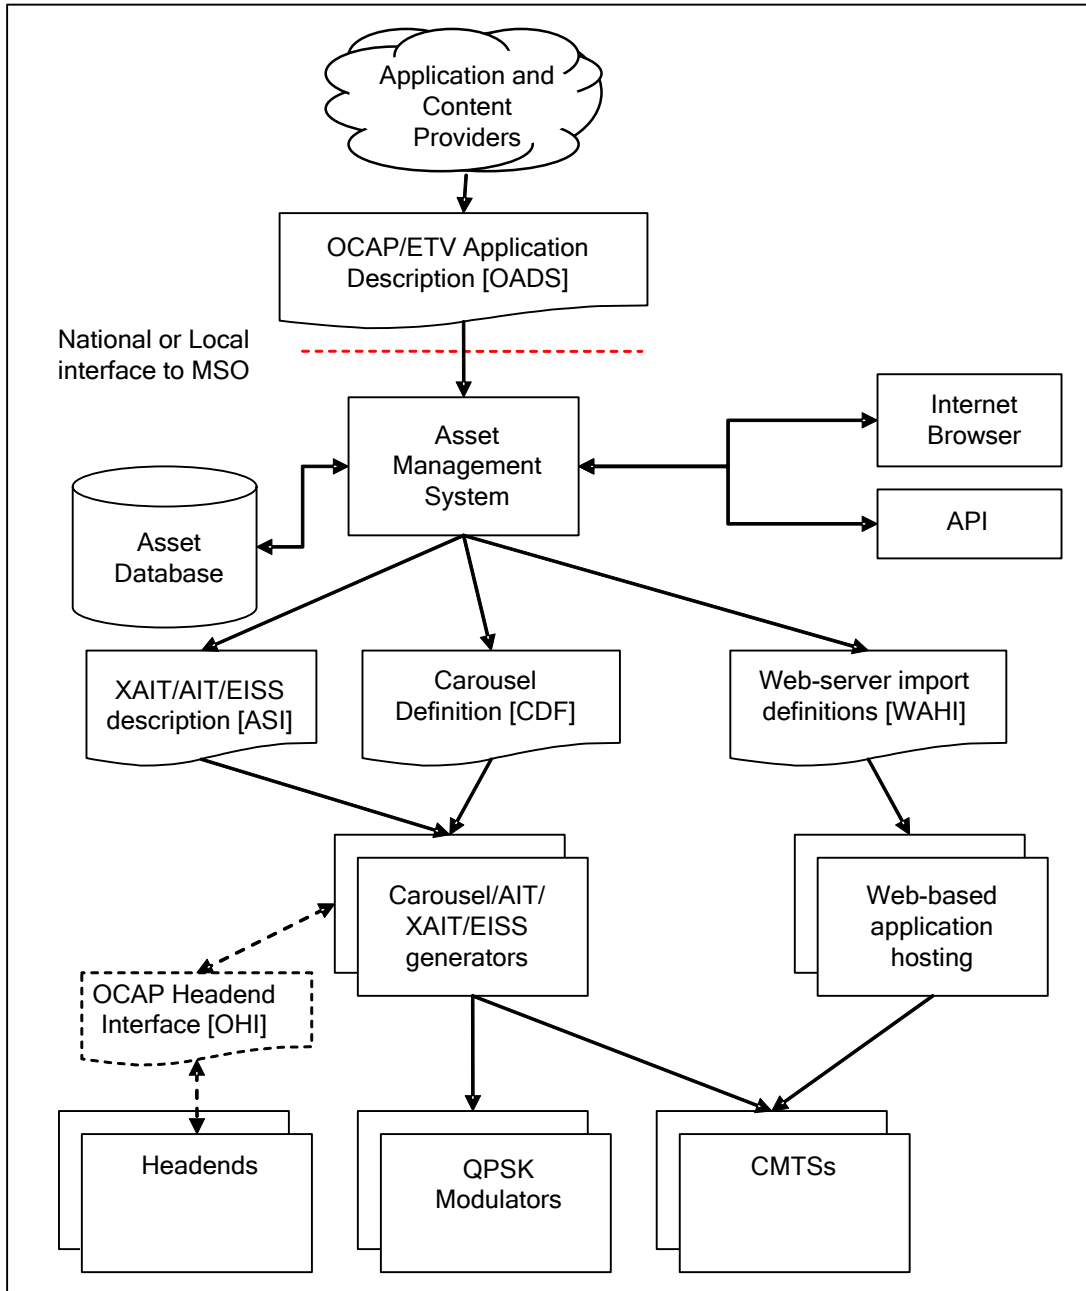 Application and
Content
Providers
OCAP/ETV Application
Description [OADS]
National or Local
interface to MSO
Asset
Management
System
Internet
Browser
API
Asset
Database
XAIT/AIT/EISS
description [ASI]
Carousel
Definition [CDF]
Web-server import
definitions [WAHI]
Carousel/AIT/
XAIT/EISS
generators
Web-based
application
hosting
OCAP Headend
Interface [OHI]
Headends
QPSK
Modulators
CMTSs